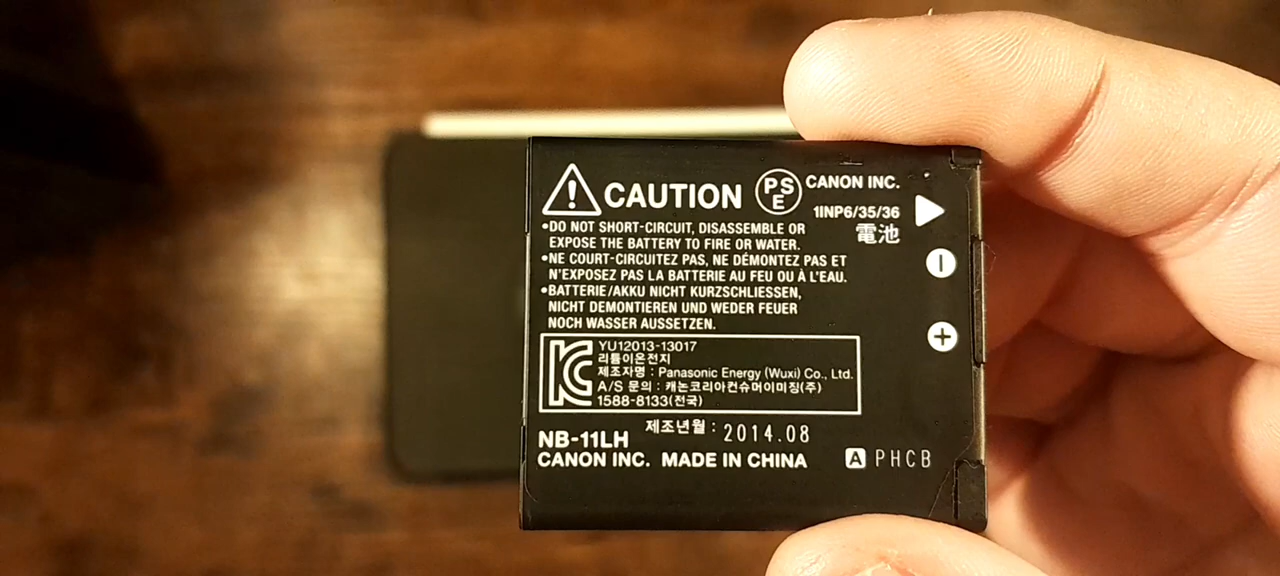 CAUTION PSE CANON INC.
1INP6/35/36
電池
•DO NOT SHORT-CIRCUIT, DISASSEMBLE OR
EXPOSE THE BATTERY TO FIRE OR WATER.
•NE COURT-CIRCUITEZ PAS, NE DÉMONTEZ PAS ET
N'EXPOSEZ PAS LA BATTERIE AU FEU OU À L'EAU.
•BATTERIE/AKKU NICHT KURZSCHLIESSEN,
NICHT DEMONTIEREN UND WEDER FEUER
NOCH WASSER AUSSETZEN.
YU12013-13017
리튬이온전지
제조자명 : Panasonic Energy (Wuxi) Co., Ltd.
A/S 문의 : 캐논코리아컨슈머이미징(주)
1588-8133(전국)
제조년월 : 2014.08
NB-11LH
CANON INC. MADE IN CHINA
A PHCB